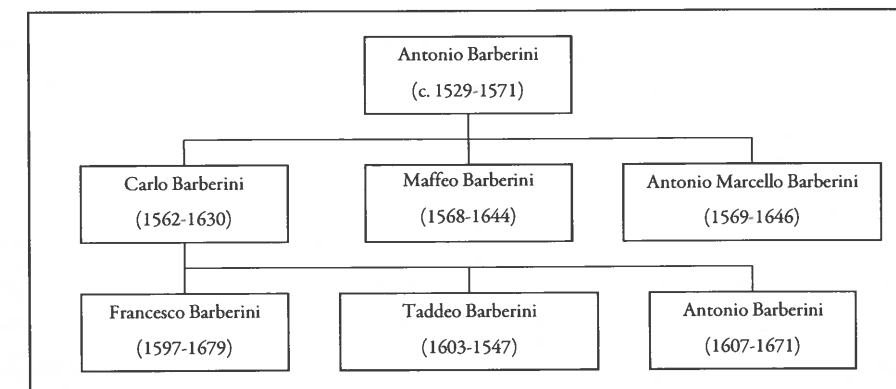 Antonio Barberini
(c. 1529-1571)
Carlo Barberini
(1562-1630)
Maffeo Barberini
(1568-1644)
Antonio Marcello Barberini
(1569-1646)
Francesco Barberini
(1597-1679)
Taddeo Barberini
(1603-1547)
Antonio Barberini
(1607-1671)